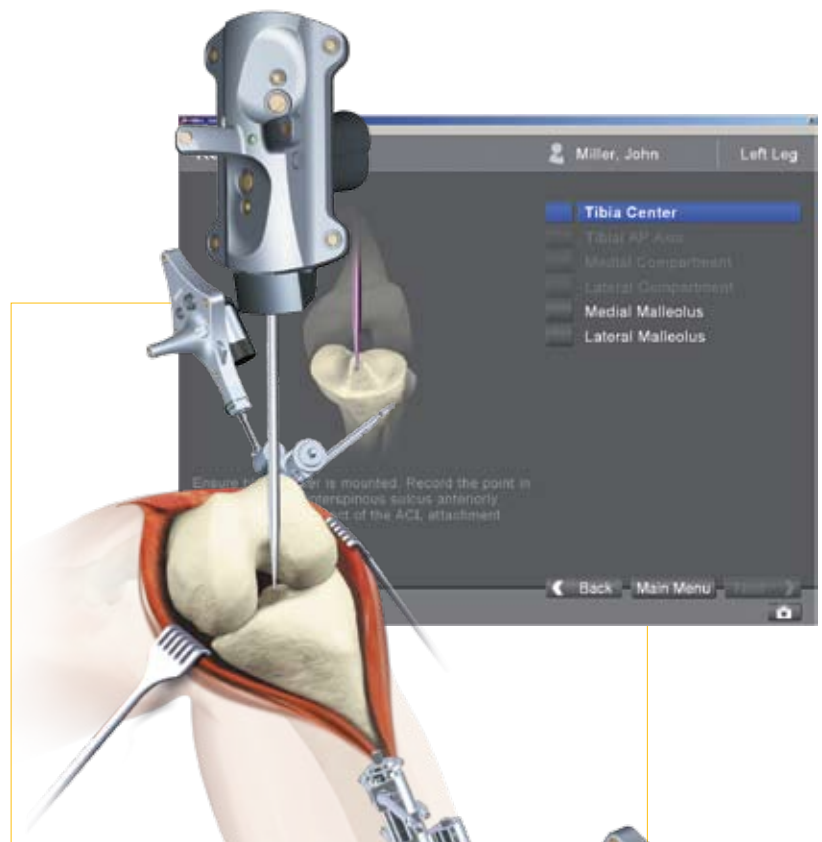 Miller, John
Left Leg
Tibia Center
Tibial AP Axis
Medial Compartment
Lateral Compartment
Medial Malleolus
Lateral Malleolus
Ensure t er is mounted. Record the point in
nterspinous sulcus anteriorly
ct of the ACL attachment
Back
Main Menu